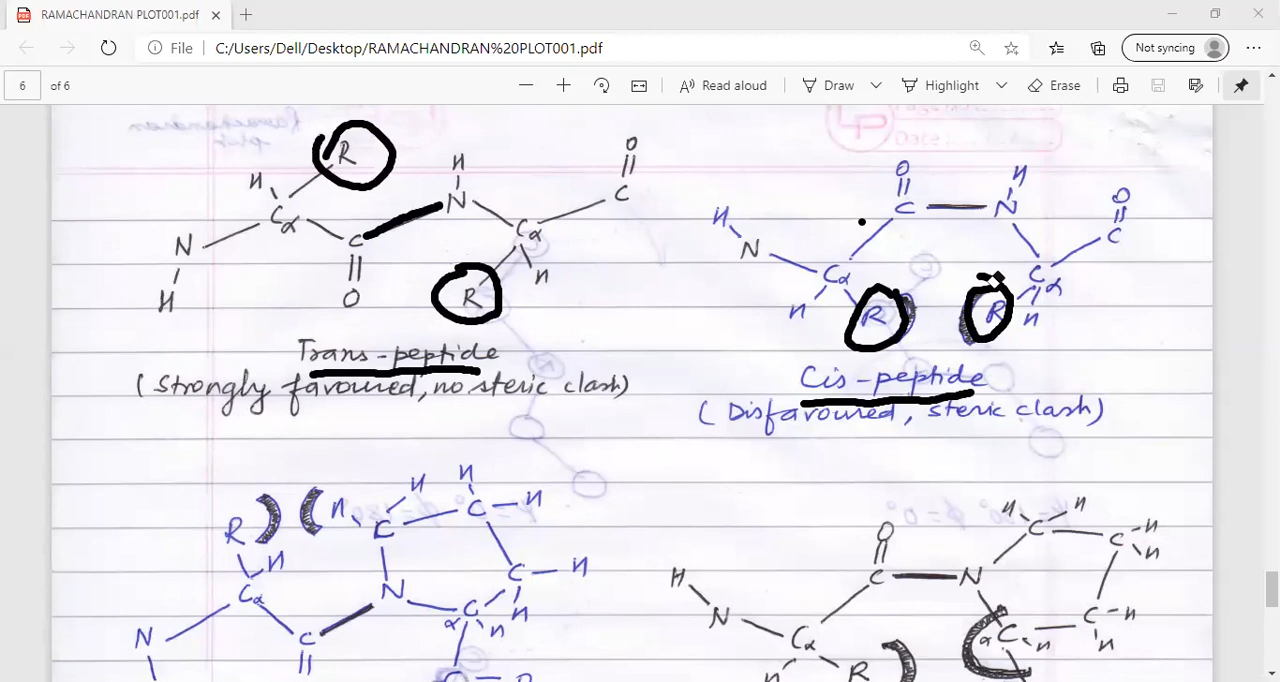 RAMACHANDRAN PLOT001.pdf
File C:/Users/Dell/Desktop/RAMACHANDRAN%20PLOT001.pdf Not syncing
6 of 6 Read aloud Draw Highlight Erase
R
H
N
H
Cα
C
O
H
N
Cα
R
H
C
O
Trans-peptide
(Strongly favoured, no steric clash)
O
C
N
H
H
N
Cα
H
R
R
Cα
H
C
O
Cis-peptide
(Disfavoured, steric clash)
R
H
Cα
N
C
H
H
C
N
H
C
H
C
H
H
Cα
H
C
O
C
N
H
N
Cα
H
R
H
H
C
C
H
H
C
H
H
αC
H